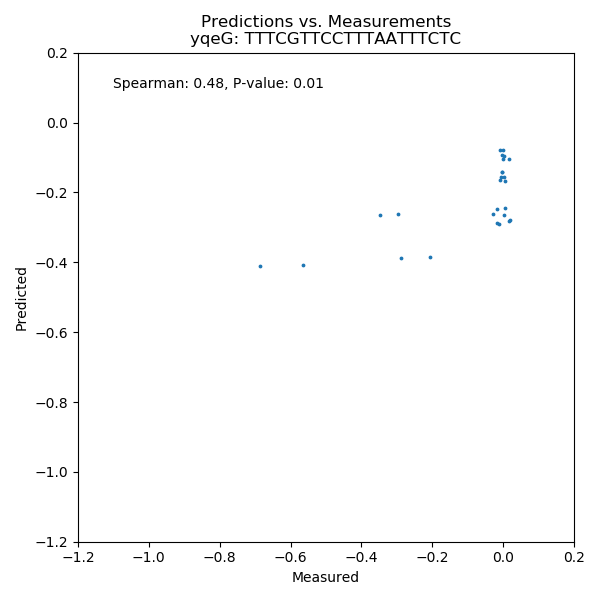 Predictions vs. Measurements
yqeG: TTTCGTTCCTTTAATTTCTC
Spearman: 0.48, P-value: 0.01
0.2
0.0
−0.2
−0.4
−0.6
−0.8
−1.0
−1.2
Predicted
−1.2 −1.0 −0.8 −0.6 −0.4 −0.2 0.0 0.2
Measured